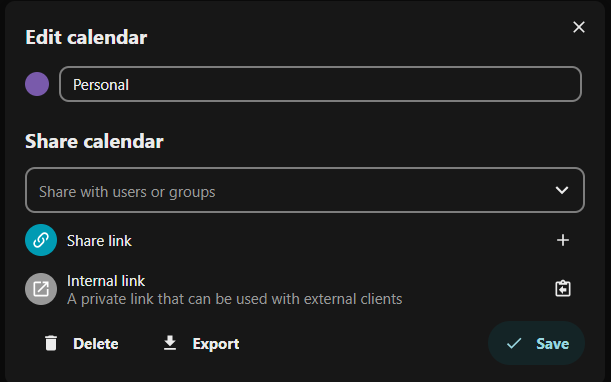 Edit calendar
Personal
Share calendar
Share with users or groups
Share link
Internal link
A private link that can be used with external clients
Delete
Export
Save